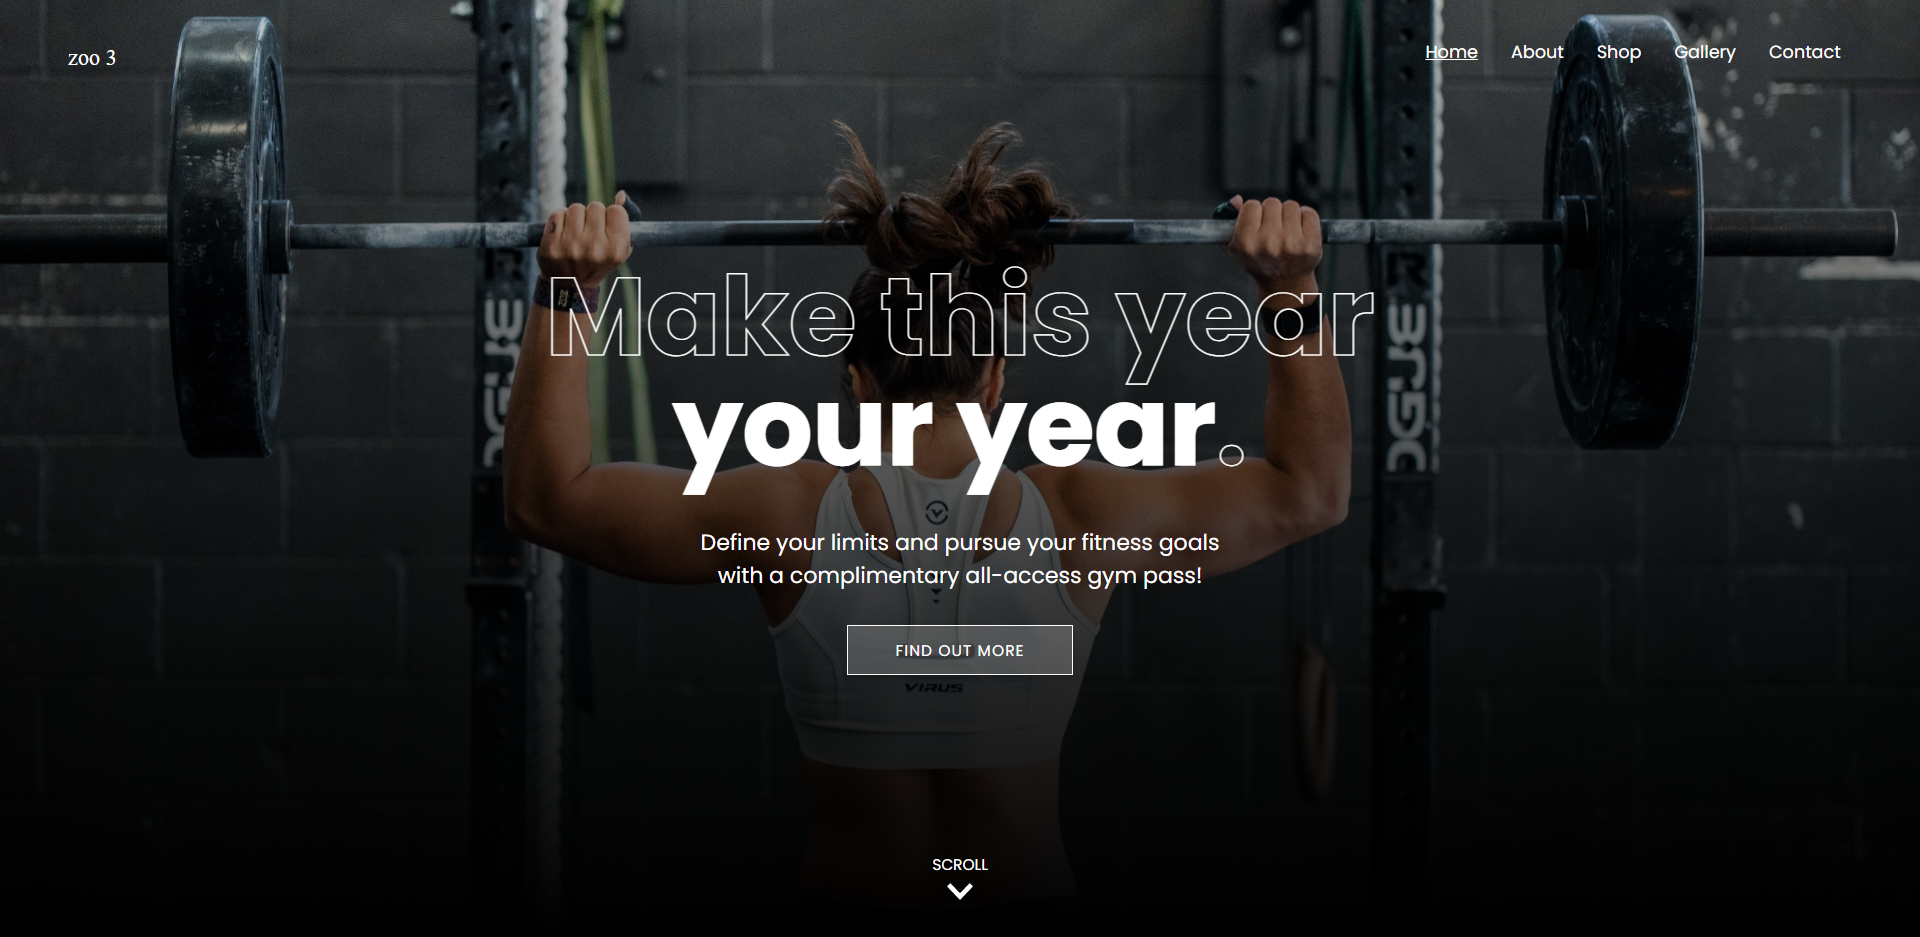 zoo 3
Home About Shop Gallery Contact
Make this year
your year.
Define your limits and pursue your fitness goals
with a complimentary all-access gym pass!
FIND OUT MORE
VIRUS
SCROLL